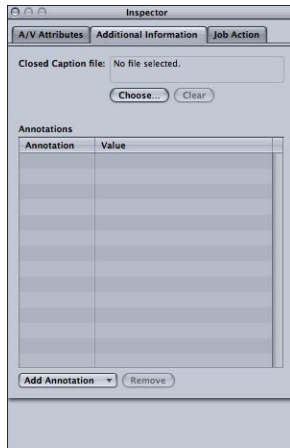 Inspector
A/V Attributes Additional Information Job Action
Closed Caption file: No file selected.
Choose... Clear
Annotations
Annotation Value
Add Annotation Remove